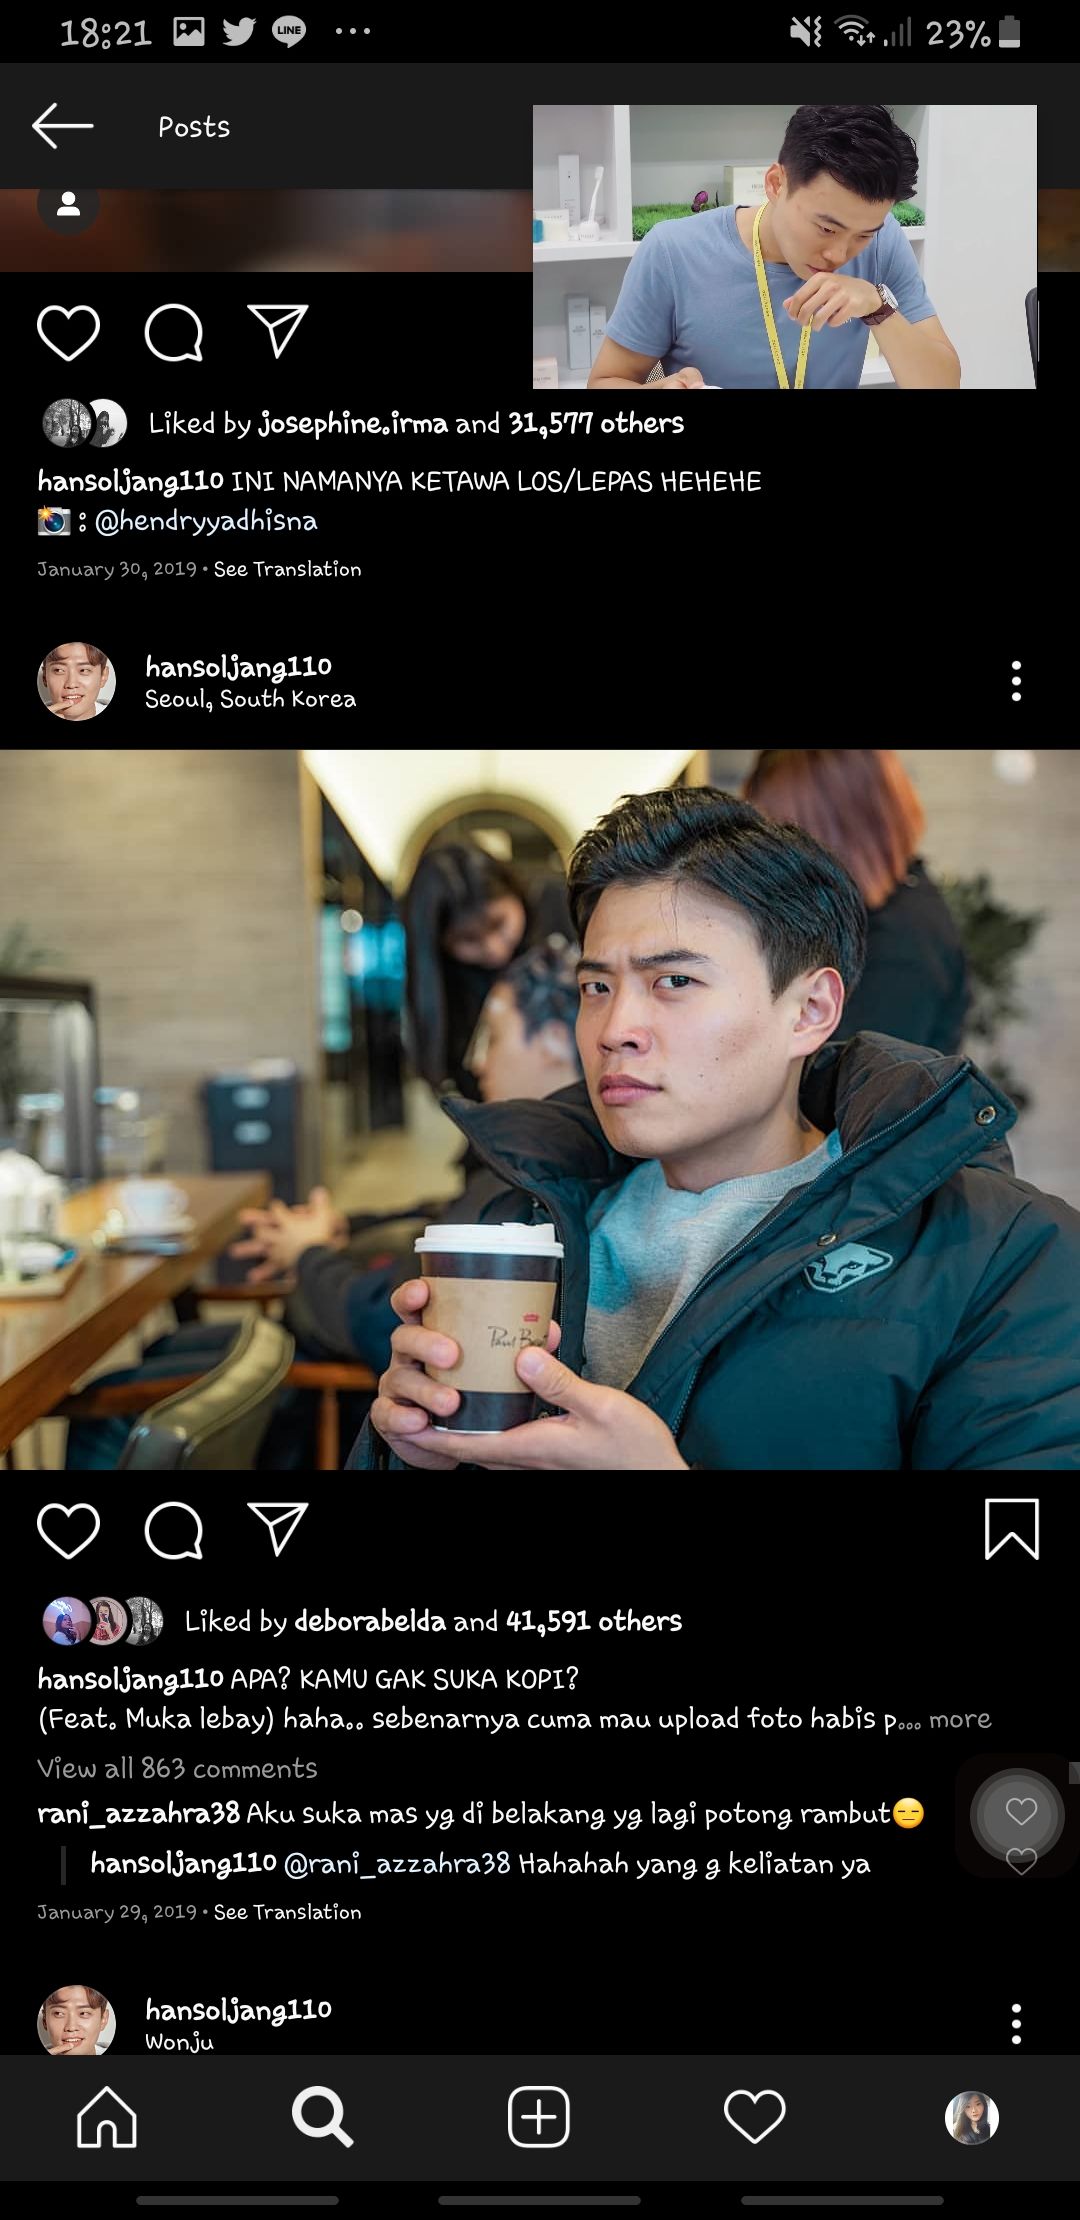 18:21
LINE
23%
Posts
Liked by josephine.irma and 31,577 others
hansoljang110 INI NAMANYA KETAWA LOS/LEPAS HEHEHE
📸 : @hendryyadhisna
January 30, 2019 • See Translation
hansoljang110
Seoul, South Korea
Paul
Liked by deborabelda and 41,591 others
hansoljang110 APA? KAMU GAK SUKA KOPI?
(Feat. Muka lebay) haha.. sebenarnya cuma mau upload foto habis p... more
View all 863 comments
rani_azzahra38 Aku suka mas yg di belakang yg lagi potong rambut😑
hansoljang110 @rani_azzahra38 Hahahah yang g keliatan ya
January 29, 2019 • See Translation
hansoljang110
Wonju